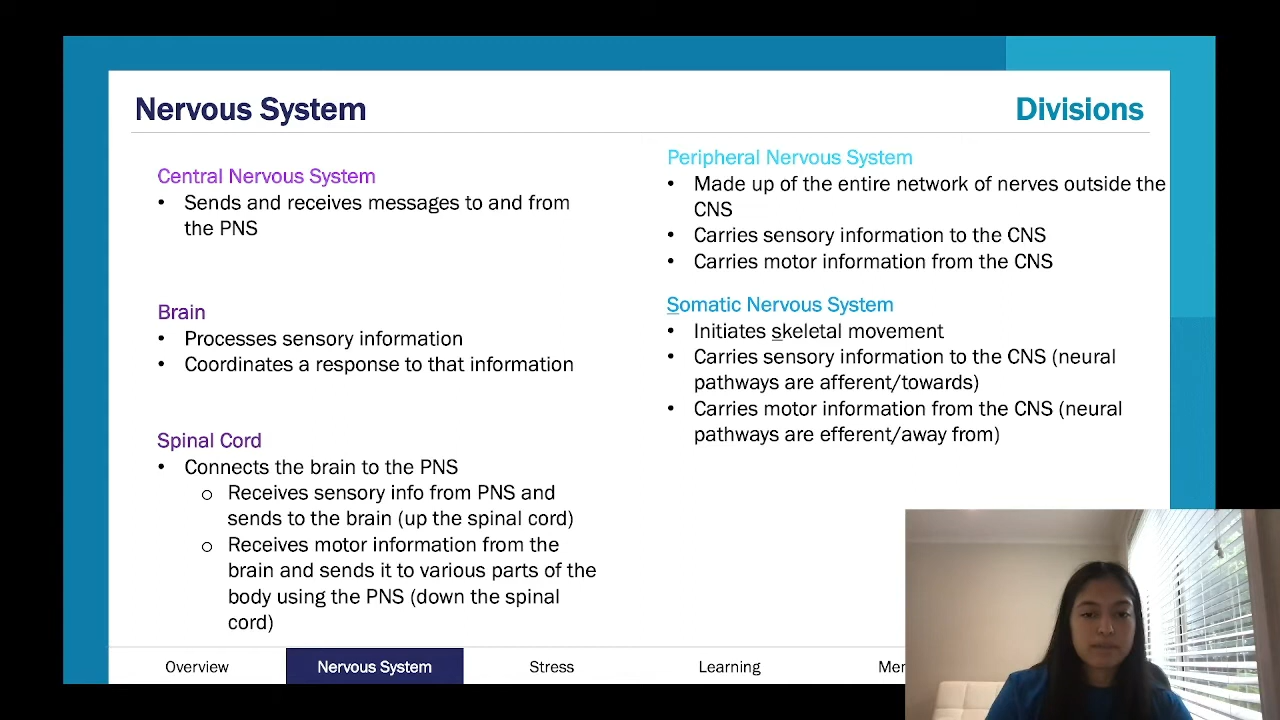 Nervous System
Divisions
Central Nervous System
• Sends and receives messages to and from
the PNS
Brain
• Processes sensory information
• Coordinates a response to that information
Spinal Cord
• Connects the brain to the PNS
o Receives sensory info from PNS and
sends to the brain (up the spinal cord)
o Receives motor information from the
brain and sends it to various parts of the
body using the PNS (down the spinal
cord)
Peripheral Nervous System
• Made up of the entire network of nerves outside the
CNS
• Carries sensory information to the CNS
• Carries motor information from the CNS
Somatic Nervous System
• Initiates skeletal movement
• Carries sensory information to the CNS (neural
pathways are afferent/towards)
• Carries motor information from the CNS (neural
pathways are efferent/away from)
Overview
Nervous System
Stress
Learning